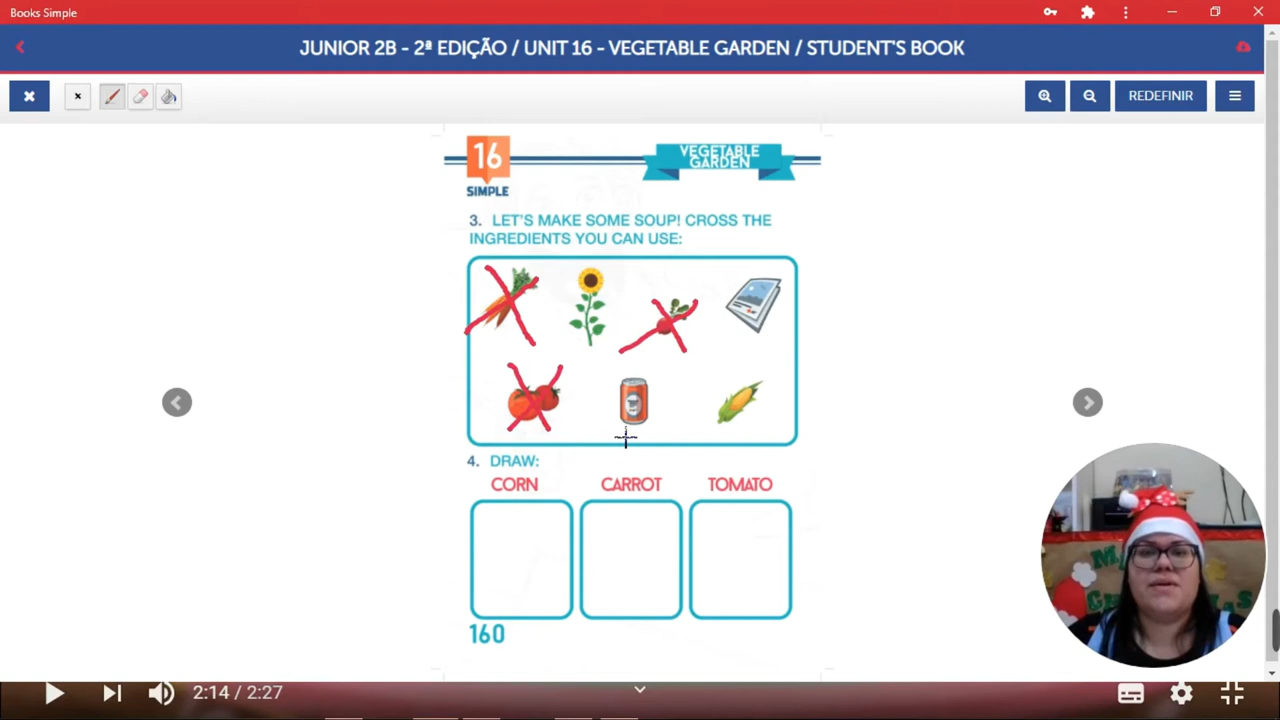 Books Simple
JUNIOR 2B - 2ª EDIÇÃO / UNIT 16 - VEGETABLE GARDEN / STUDENT'S BOOK
REDEFINIR
16
SIMPLE
VEGETABLE
GARDEN
3. LET'S MAKE SOME SOUP! CROSS THE
INGREDIENTS YOU CAN USE:
4. DRAW:
CORN CARROT TOMATO
160
2:14 / 2:27